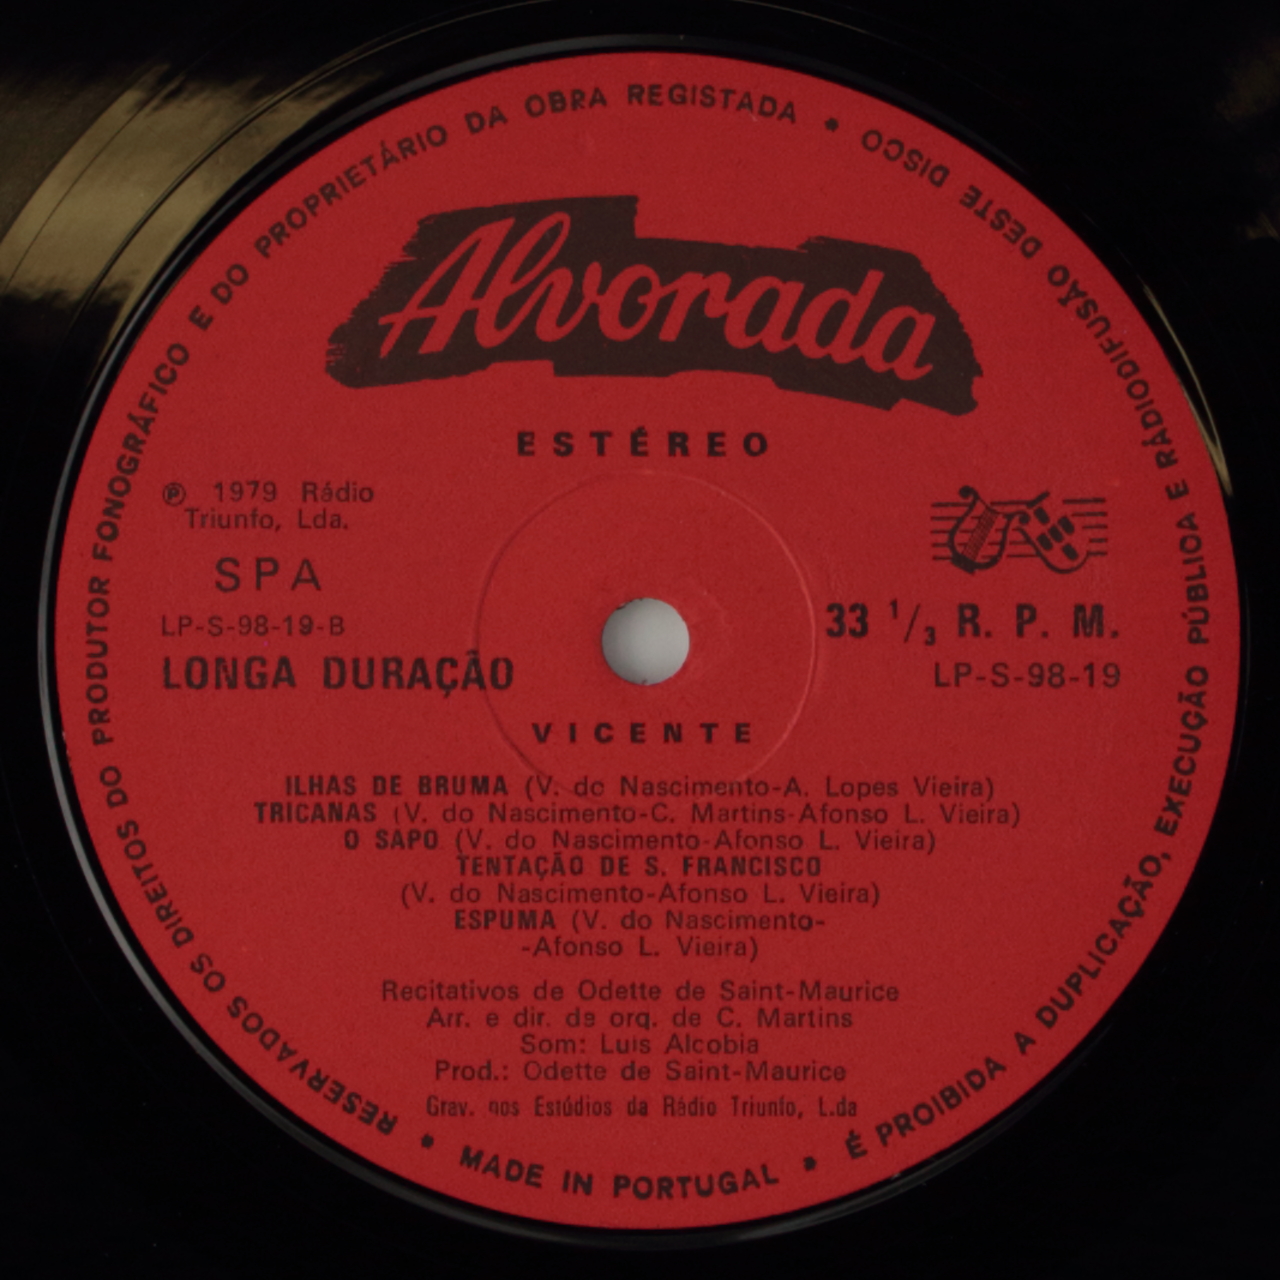 RESERVADOS OS DIREITOS DO PRODUTOR FONOGRÁFICO E DO PROPRIETÁRIO DA OBRA REGISTADA *
É PROIBIDA A DUPLICAÇÃO, EXECUÇÃO PÚBLICA E RÁDIODIFUSÃO DESTE DISCO
* MADE IN PORTUGAL *
Alvorada
ESTÉREO
℗ 1979 Rádio
Triunfo, Lda.
SPA
LP-S-98-19-B
33 1/3 R. P. M.
LONGA DURAÇÃO
LP-S-98-19
VICENTE
ILHAS DE BRUMA (V. do Nascimento-A. Lopes Vieira)
TRICANAS (V. do Nascimento-C. Martins-Afonso L. Vieira)
O SAPO (V. do Nascimento-Afonso L. Vieira)
TENTAÇÃO DE S. FRANCISCO
(V. do Nascimento-Afonso L. Vieira)
ESPUMA (V. do Nascimento-
-Afonso L. Vieira)
Recitativos de Odette de Saint-Maurice
Arr. e dir. de orq. de C. Martins
Som: Luis Alcobia
Prod.: Odette de Saint-Maurice
Grav. nos Estúdios da Rádio Triunfo, L.da